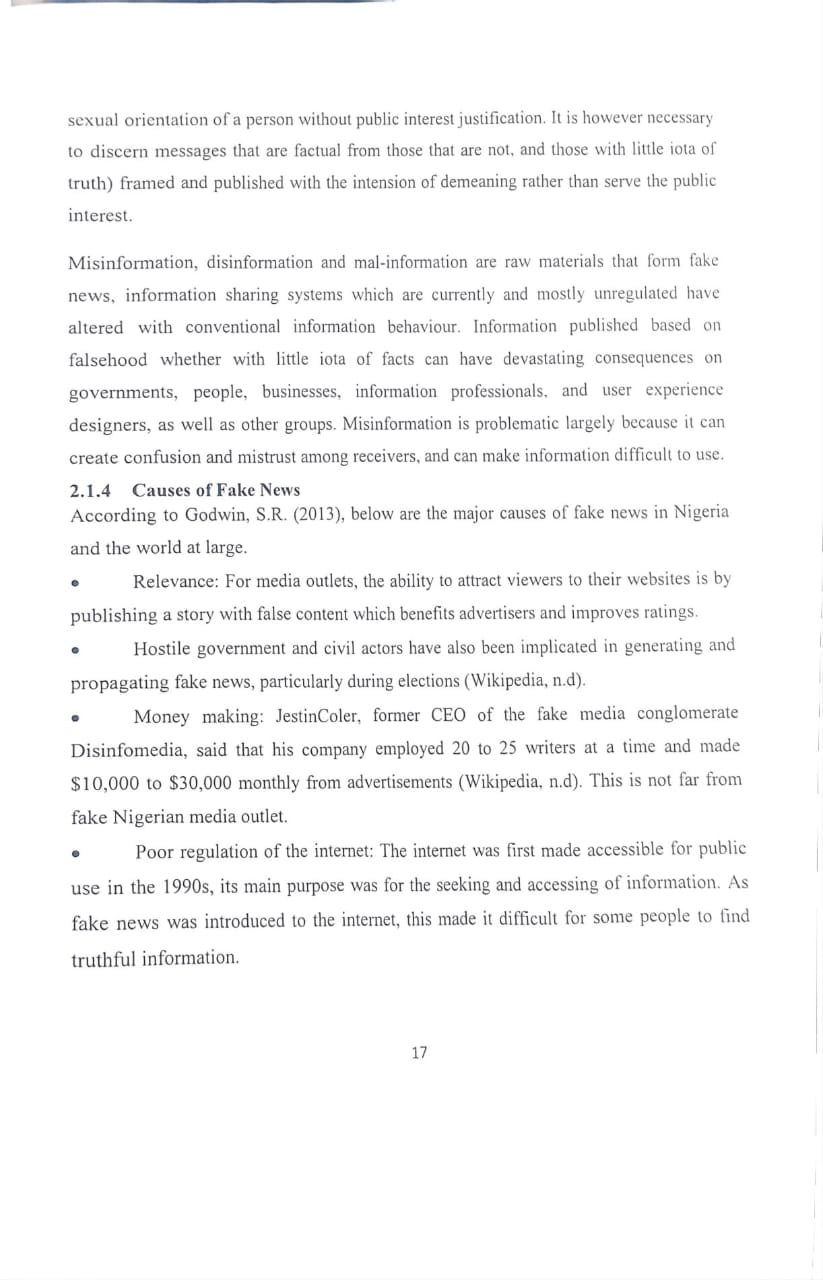 sexual orientation of a person without public interest justification. It is however necessary
to discern messages that are factual from those that are not, and those with little iota of
truth) framed and published with the intension of demeaning rather than serve the public
interest.
Misinformation, disinformation and mal-information are raw materials that form fake
news, information sharing systems which are currently and mostly unregulated have
altered with conventional information behaviour. Information published based on
falsehood whether with little iota of facts can have devastating consequences on
governments, people, businesses, information professionals, and user experience
designers, as well as other groups. Misinformation is problematic largely because it can
create confusion and mistrust among receivers, and can make information difficult to use.
2.1.4 Causes of Fake News
According to Godwin, S.R. (2013), below are the major causes of fake news in Nigeria
and the world at large.
• Relevance: For media outlets, the ability to attract viewers to their websites is by
publishing a story with false content which benefits advertisers and improves ratings.
• Hostile government and civil actors have also been implicated in generating and
propagating fake news, particularly during elections (Wikipedia, n.d).
• Money making: JestinColer, former CEO of the fake media conglomerate
Disinfomedia, said that his company employed 20 to 25 writers at a time and made
$10,000 to $30,000 monthly from advertisements (Wikipedia, n.d). This is not far from
fake Nigerian media outlet.
• Poor regulation of the internet: The internet was first made accessible for public
use in the 1990s, its main purpose was for the seeking and accessing of information. As
fake news was introduced to the internet, this made it difficult for some people to find
truthful information.
17